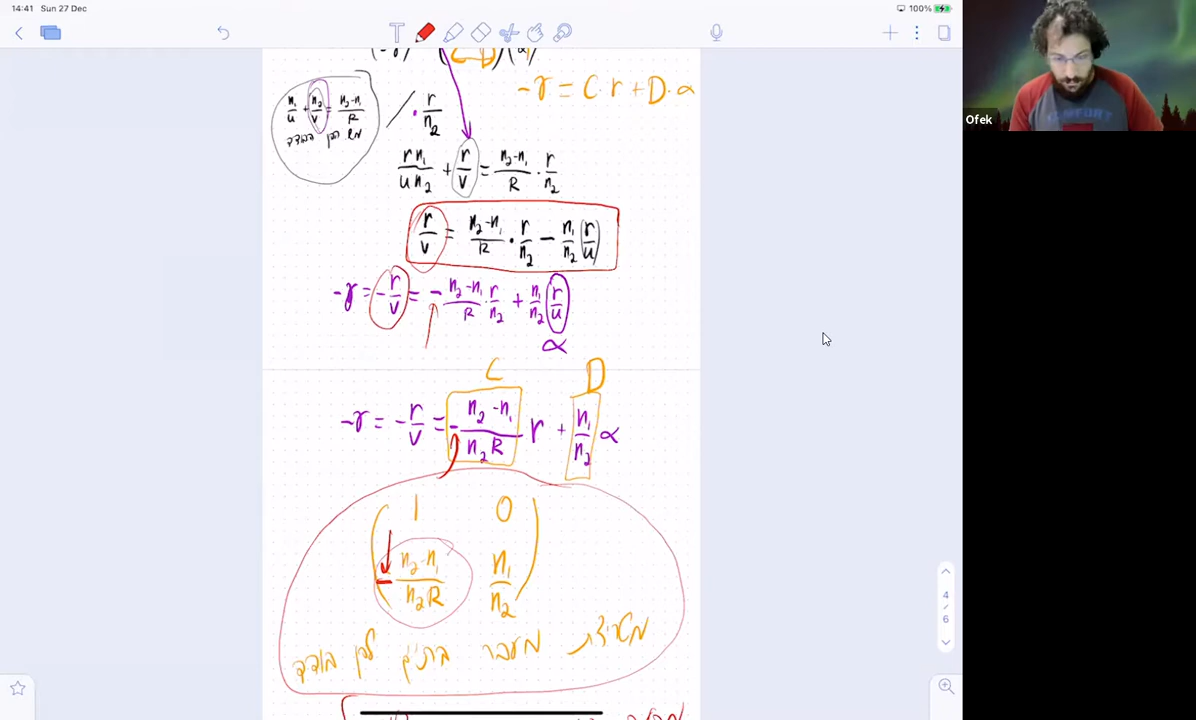 14:41 Sun 27 Dec
100%
Ofek
-γ = C·r + D·α
n₁/u + n₂/v = (n₂-n₁)/R / · r/n₂
rn₁/un₂ + r/v = (n₂-n₁)/R · r/n₂
r/v = (n₂-n₁)/R · r/n₂ - n₁/n₂ (r/u)
-γ = -r/v = - (n₂-n₁)/R · r/n₂ + n₁/n₂ (r/u)
α
C D
-γ = -r/v = - (n₂-n₁)/(n₂R) r + n₁/n₂ α
( 1 0
- (n₂-n₁)/(n₂R) n₁/n₂ )
מטריצת מעבר
4
/
6